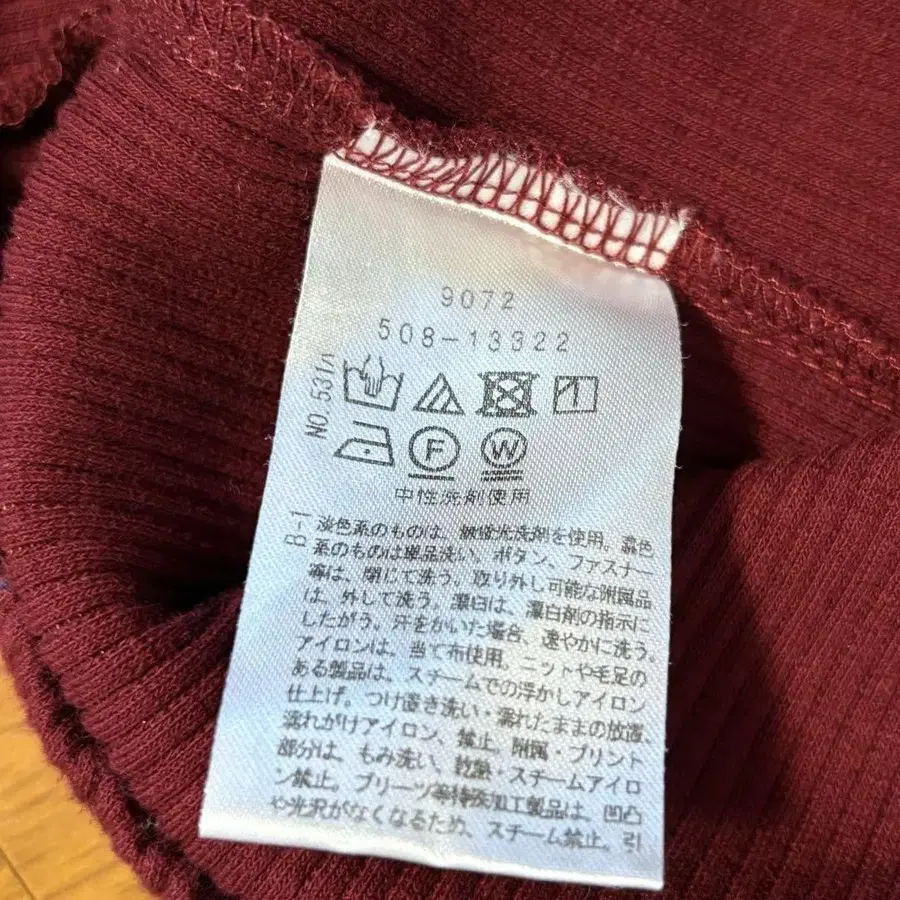 9072
508-13322
NO.531
F
W
中性洗剤使用
B-1
淡色系のものは、無蛍光洗剤を使用。濃色
系のものは単品洗い。ボタン、ファスナー
等は、閉じて洗う。取り外し可能な附属品
は、外して洗う。漂白は、漂白剤の指示に
したがう。汗をかいた場合、速やかに洗う。
アイロンは、当て布使用。ニットや毛足の
ある製品は、スチームでの浮かしアイロン
仕上げ。つけ置き洗い・濡れたままの放置、
濡れがけアイロン、禁止。附属・プリント
部分は、もみ洗い、乾熱・スチームアイロ
ン禁止。プリーツ等特殊加工製品は、凹凸
や光沢がなくなるため、スチーム禁止。引